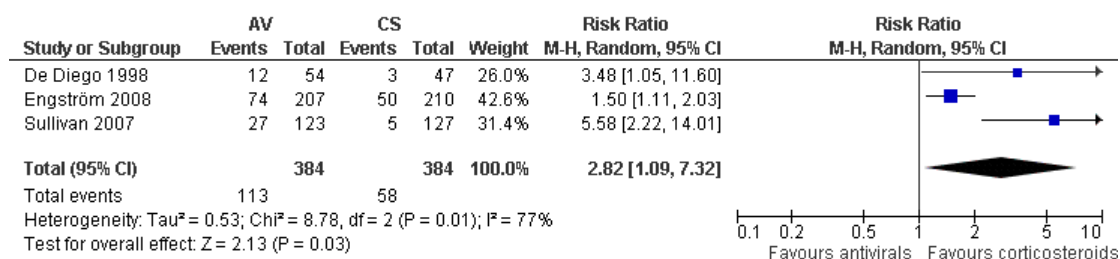 AV CS Risk Ratio Risk Ratio
Study or Subgroup Events Total Events Total Weight M-H, Random, 95% CI M-H, Random, 95% CI
De Diego 1998 12 54 3 47 26.0% 3.48 [1.05, 11.60]
Engström 2008 74 207 50 210 42.6% 1.50 [1.11, 2.03]
Sullivan 2007 27 123 5 127 31.4% 5.58 [2.22, 14.01]
Total (95% CI) 384 384 100.0% 2.82 [1.09, 7.32]
Total events 113 58
Heterogeneity: Tau² = 0.53; Chi² = 8.78, df = 2 (P = 0.01); I² = 77%
Test for overall effect: Z = 2.13 (P = 0.03)
0.1 0.2 0.5 1 2 5 10
Favours antivirals Favours corticosteroids